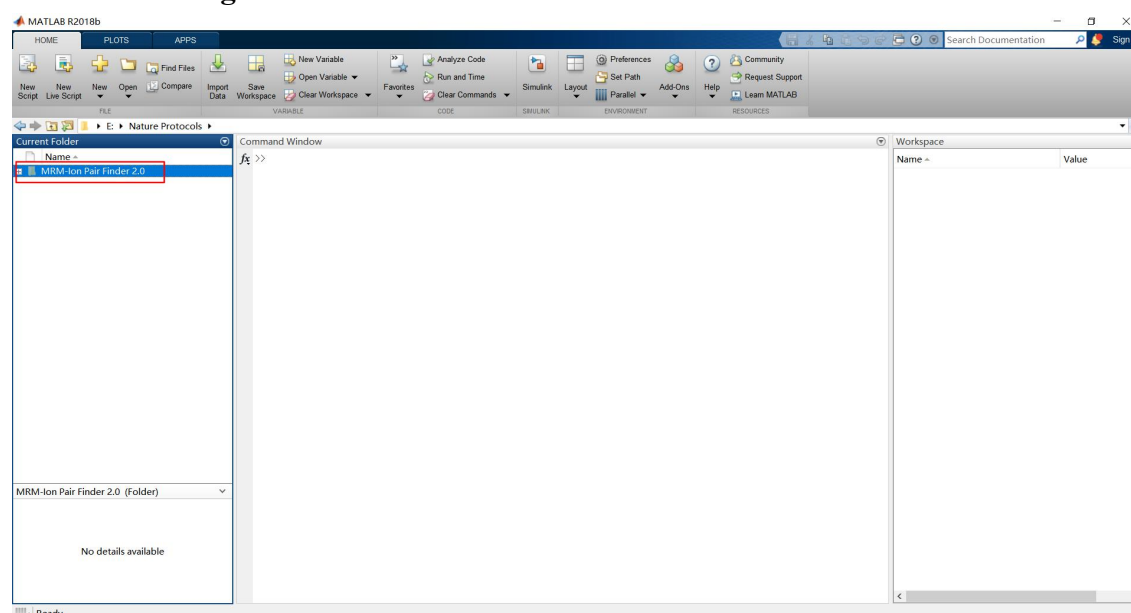 MATLAB R2018b
HOME PLOTS APPS
Search Documentation Sign
New Script
New Live Script
New
Open
Find Files
Compare
Import Data
Save Workspace
New Variable
Open Variable
Clear Workspace
Favorites
Analyze Code
Run and Time
Clear Commands
Simulink
Layout
Preferences
Set Path
Parallel
Add-Ons
Help
Community
Request Support
Learn MATLAB
FILE VARIABLE CODE SIMULINK ENVIRONMENT RESOURCES
E: Nature Protocols
Current Folder
Name
MRM-Ion Pair Finder 2.0
Command Window
fx >>
Workspace
Name Value
MRM-Ion Pair Finder 2.0 (Folder)
No details available
Ready